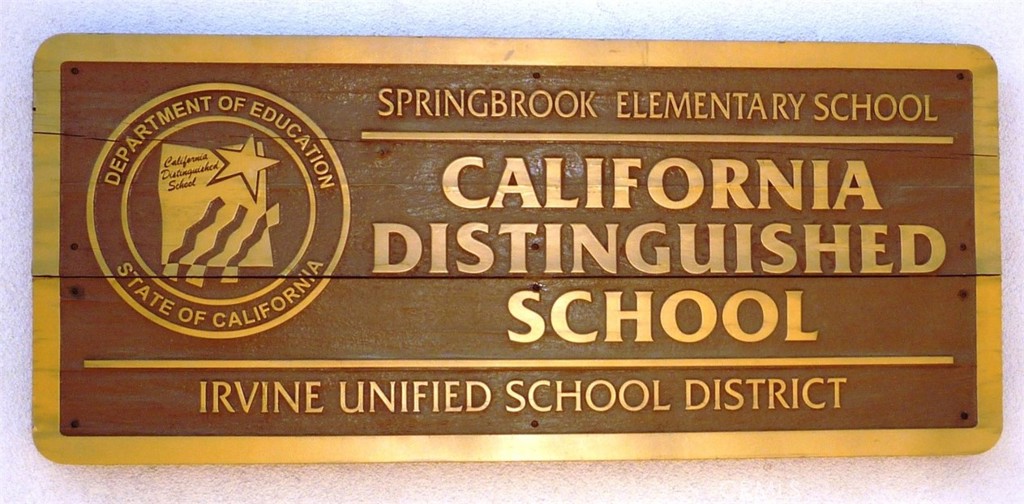 DEPARTMENT OF EDUCATION
California
Distinguished
School
STATE OF CALIFORNIA
SPRINGBROOK ELEMENTARY SCHOOL
CALIFORNIA
DISTINGUISHED
SCHOOL
IRVINE UNIFIED SCHOOL DISTRICT